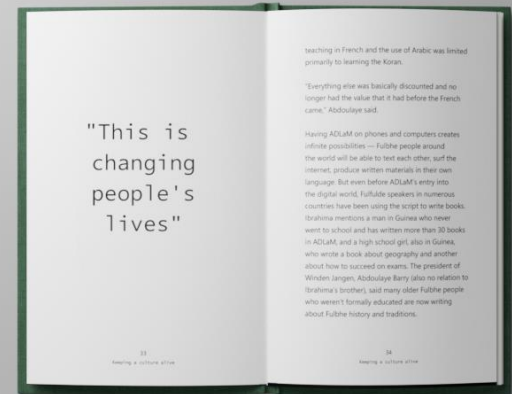 "This is
changing
people's
lives"
33
Keeping a culture alive
teaching in French and the use of Arabic was limited
primarily to learning the Koran.
"Everything else was basically discounted and no
longer had the value that it had before the French
came," Abdoulaye said.
Having ADLaM on phones and computers creates
infinite possibilities — Fulbhe people around
the world will be able to text each other, surf the
internet, produce written materials in their own
language. But even before ADLaM's entry into
the digital world, Fulfulde speakers in numerous
countries have been using the script to write books.
Ibrahima mentions a man in Guinea who never
went to school and has written more than 30 books
in ADLaM, and a high school girl, also in Guinea,
who wrote a book about geography and another
about how to succeed on exams. The president of
Winden Jangen, Abdoulaye Barry (also no relation to
Ibrahima's brother), said many older Fulbhe people
who weren't formally educated are now writing
about Fulbhe history and traditions.
34
Keeping a culture alive